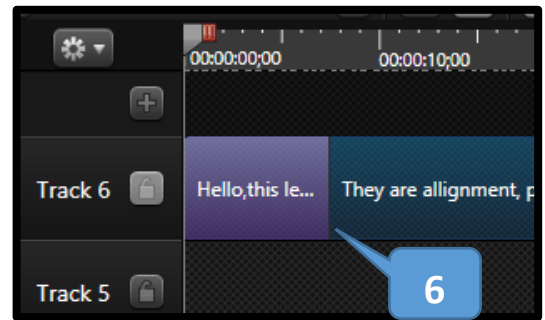 00:00:00;00 00:00:10;00
Track 6 Hello,this le... They are allignment, p
Track 5 6